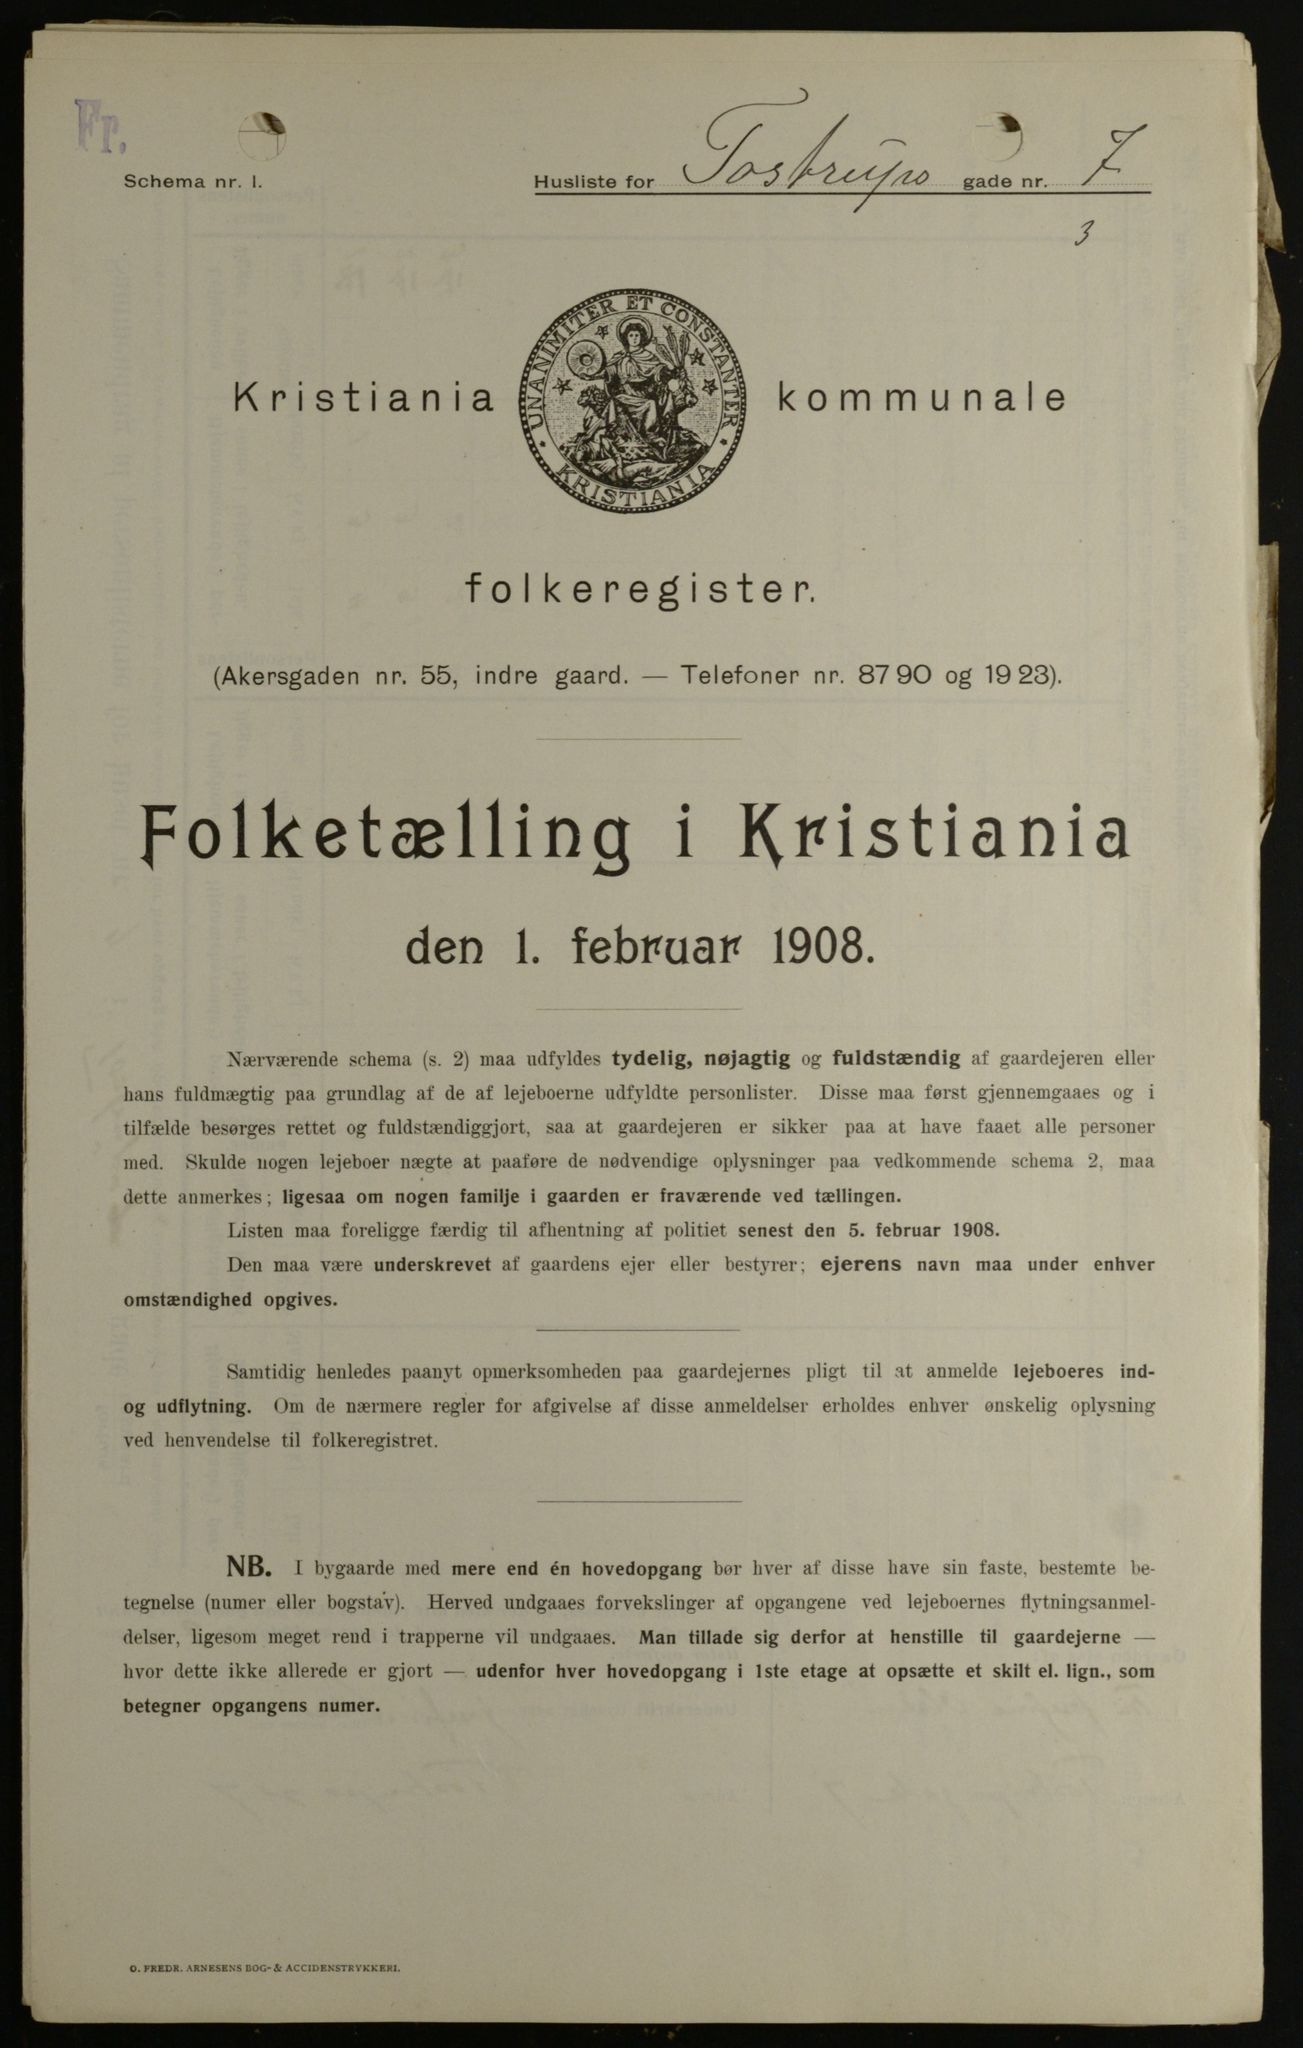 Fr.
Schema nr. 1.
Husliste for Tostrups gade nr. 7
3
UNANIMITER ET CONSTANTER
KRISTIANIA
Kristiania kommunale
folkeregister.
(Akersgaden nr. 55, indre gaard. — Telefoner nr. 87 90 og 19 23).
Folketælling i Kristiania
den 1. februar 1908.
Nærværende schema (s. 2) maa udfyldes tydelig, nøjagtig og fuldstændig af gaardejeren eller
hans fuldmægtig paa grundlag af de af lejeboerne udfyldte personlister. Disse maa først gjennemgaaes og i
tilfælde besørges rettet og fuldstændiggjort, saa at gaardejeren er sikker paa at have faaet alle personer
med. Skulde nogen lejeboer nægte at paaføre de nødvendige oplysninger paa vedkommende schema 2, maa
dette anmerkes; ligesaa om nogen familje i gaarden er fraværende ved tællingen.
Listen maa foreligge færdig til afhentning af politiet senest den 5. februar 1908.
Den maa være underskrevet af gaardens ejer eller bestyrer; ejerens navn maa under enhver
omstændighed opgives.
Samtidig henledes paanyt opmerksomheden paa gaardejernes pligt til at anmelde lejeboeres ind-
og udflytning. Om de nærmere regler for afgivelse af disse anmeldelser erholdes enhver ønskelig oplysning
ved henvendelse til folkeregistret.
NB. I bygaarde med mere end én hovedopgang bør hver af disse have sin faste, bestemte be-
tegnelse (numer eller bogstav). Herved undgaaes forvekslinger af opgangene ved lejeboernes flytningsanmel-
delser, ligesom meget rend i trapperne vil undgaaes. Man tillade sig derfor at henstille til gaardejerne —
hvor dette ikke allerede er gjort — udenfor hver hovedopgang i 1ste etage at opsætte et skilt el. lign., som
betegner opgangens numer.
O. FREDR. ARNESENS BOG- & ACCIDENSTRYKKERI.